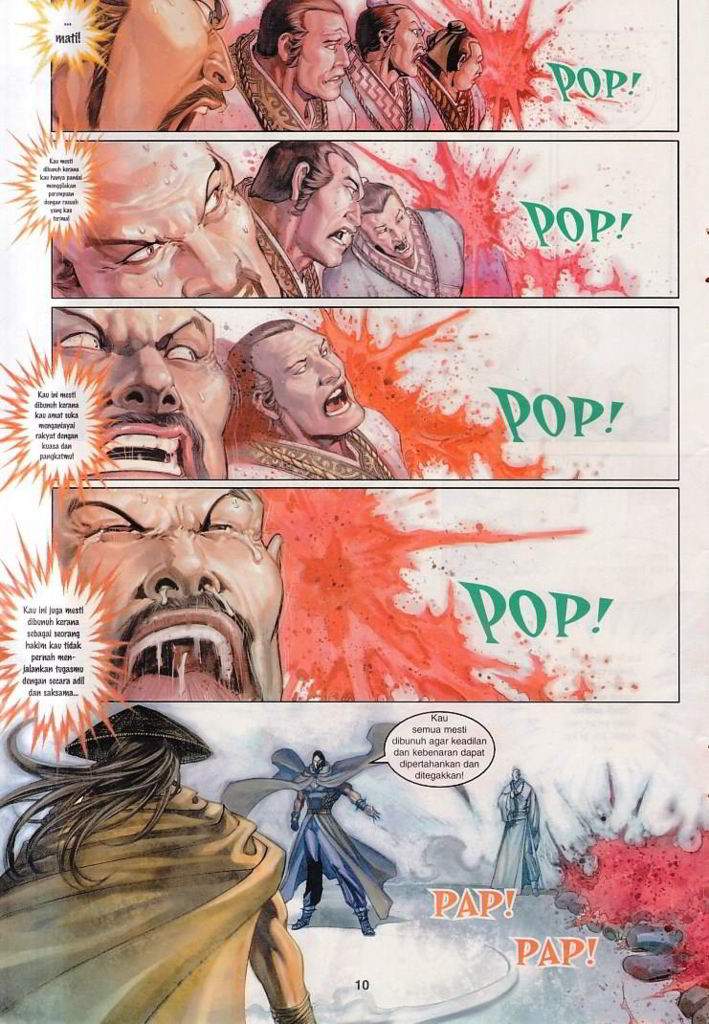 ...
mati!
POP!
Kau mesti
dibunuh kerana
kau hanya pandai
menggilakan
perempuan
dengan rasuah
yang kau
terima!
POP!
Kau ini mesti
dibunuh kerana
kau amat suka
menganiayai
rakyat dengan
kuasa dan
pangkatmu!
POP!
POP!
Kau ini juga mesti
dibunuh kerana
sebagai seorang
hakim kau tidak
pernah men-
jalankan tugasmu
dengan secara adil
dan saksama...
Kau
semua mesti
dibunuh agar keadilan
dan kebenaran dapat
dipertahankan dan
ditegakkan!
PAP!
PAP!
10